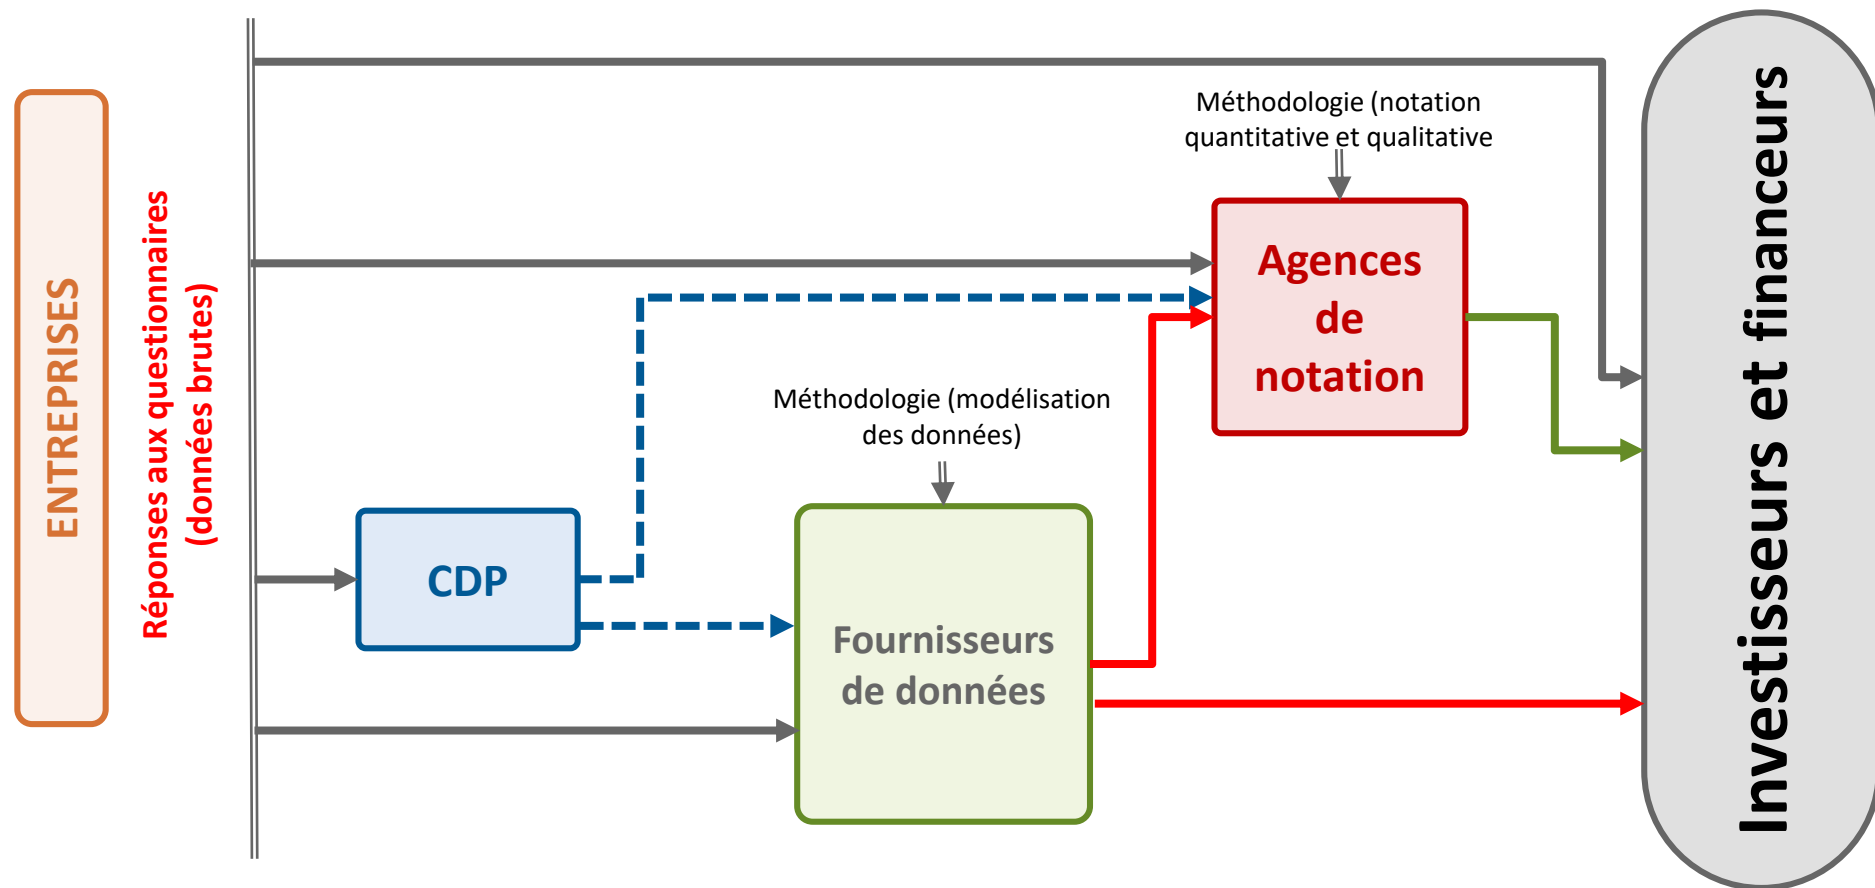 ENTREPRISES
Réponses aux questionnaires
(données brutes)
Méthodologie (notation
quantitative et qualitative
Agences
de
notation
Méthodologie (modélisation
des données)
CDP
Fournisseurs
de données
Investisseurs et financeurs